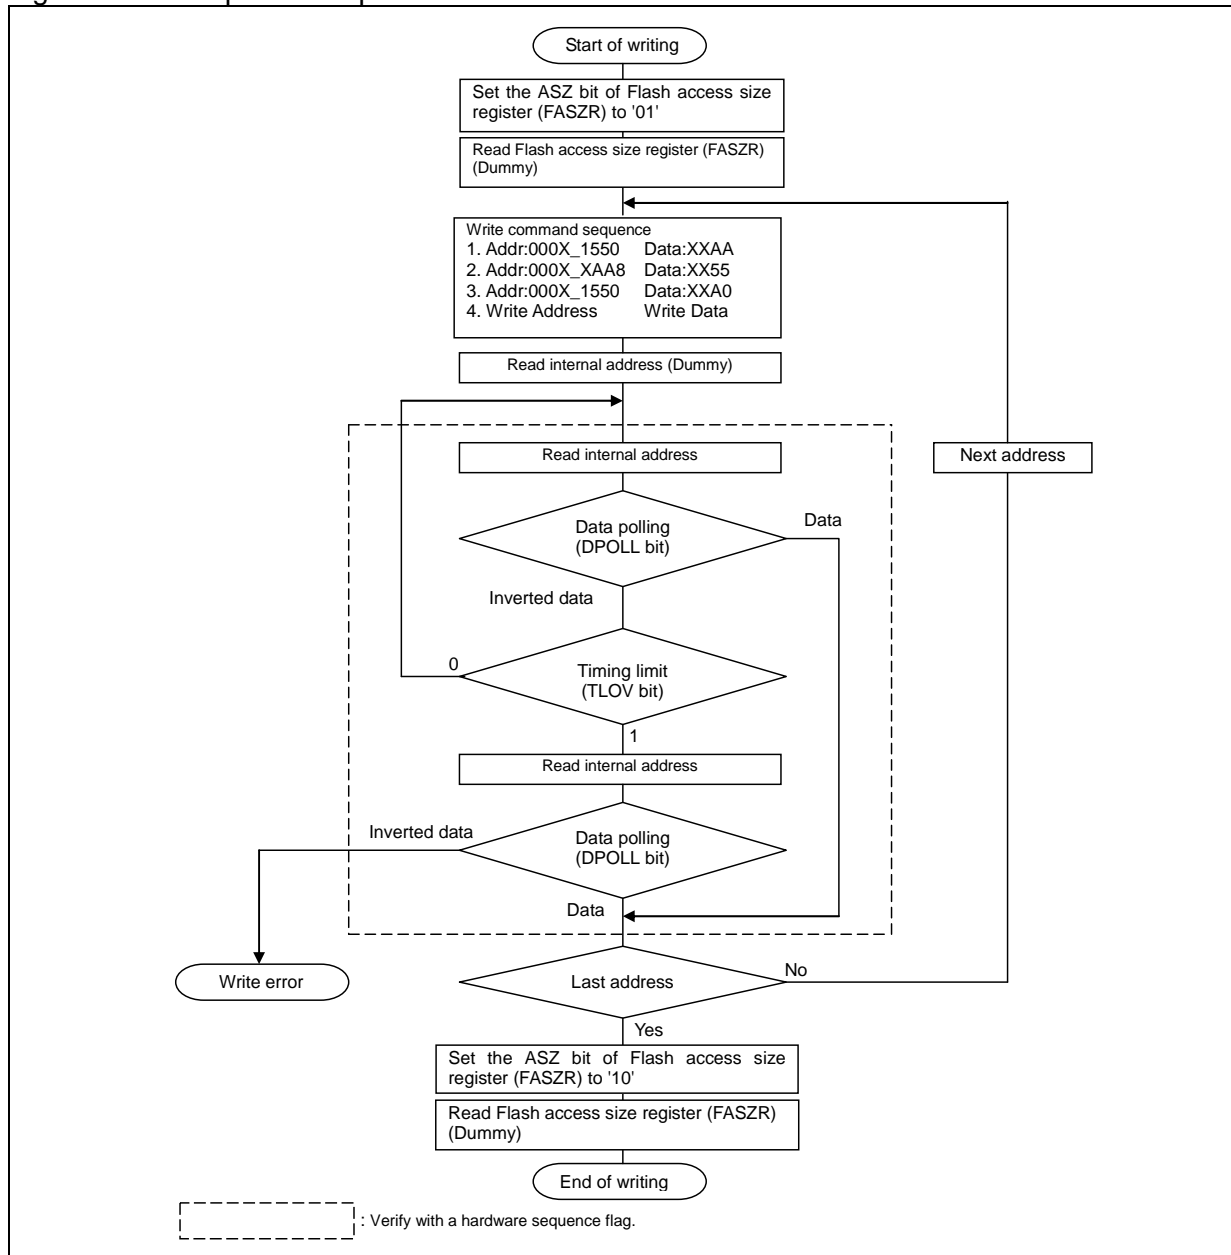 Start of writing
Set the ASZ bit of Flash access size
register (FASZR) to '01'
Read Flash access size register (FASZR)
(Dummy)
Write command sequence
1. Addr:000X_1550 Data:XXAA
2. Addr:000X_XAA8 Data:XX55
3. Addr:000X_1550 Data:XXA0
4. Write Address Write Data
Read internal address (Dummy)
Read internal address
Next address
Data polling
(DPOLL bit)
Data
Inverted data
Timing limit
(TLOV bit)
0
1
Read internal address
Inverted data
Data polling
(DPOLL bit)
Data
Write error
Last address
No
Yes
Set the ASZ bit of Flash access size
register (FASZR) to '10'
Read Flash access size register (FASZR)
(Dummy)
End of writing
: Verify with a hardware sequence flag.